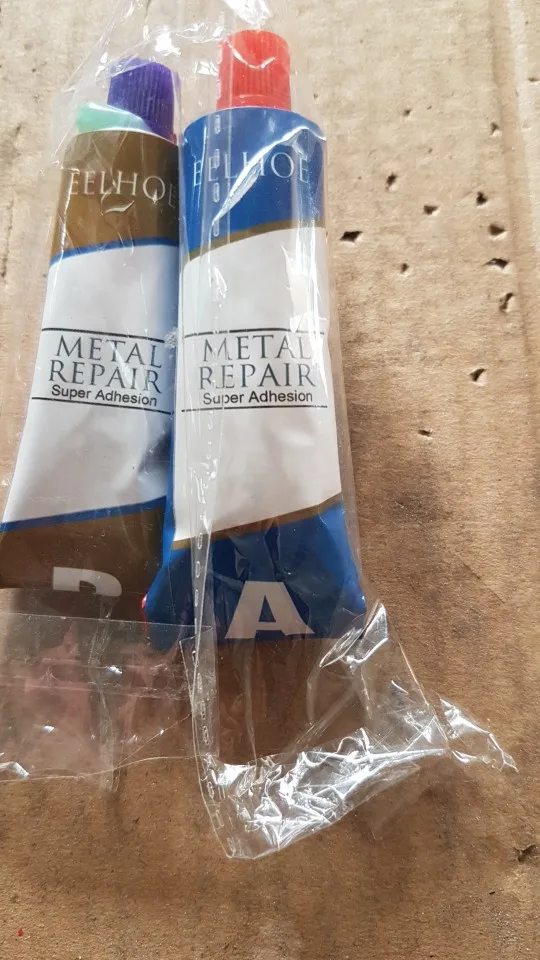 EELHOE
METAL
REPAIR
Super Adhesion
B
EELHOE
METAL
REPAIR
Super Adhesion
A